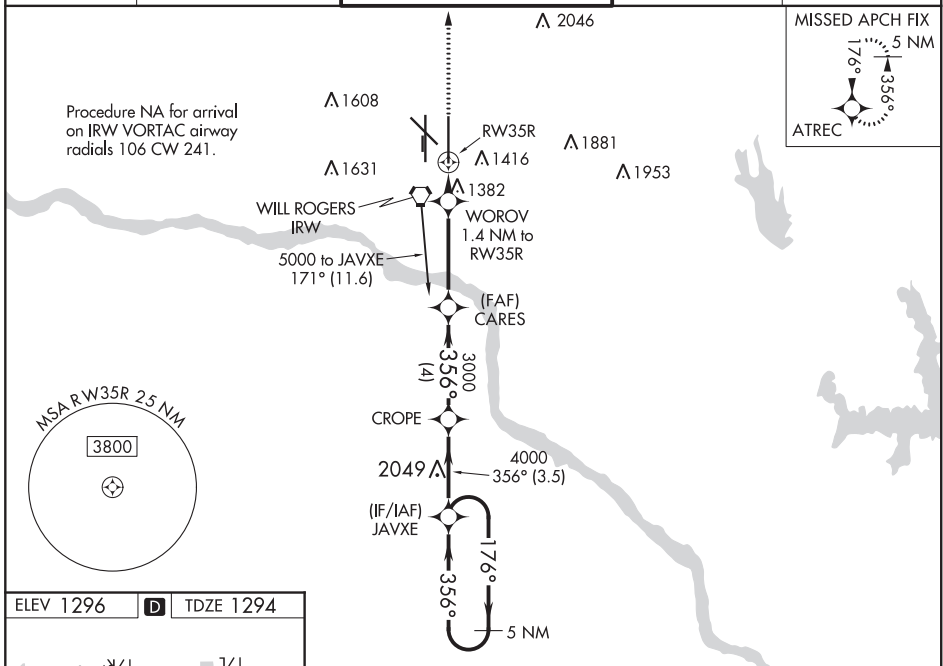 2046
MISSED APCH FIX
5 NM
176°
356°
ATREC
Procedure NA for arrival
on IRW VORTAC airway
radials 106 CW 241.
1608
RW35R
1416
1881
1631
1953
1382
WILL ROGERS
IRW
WOROV
1.4 NM to
RW35R
5000 to JAVXE
171° (11.6)
(FAF)
CARES
3000
356°
(4)
MSA RW35R 25 NM
3800
CROPE
2049
4000
356° (3.5)
(IF/IAF)
JAVXE
176°
356°
5 NM
ELEV 1296 D TDZE 1294